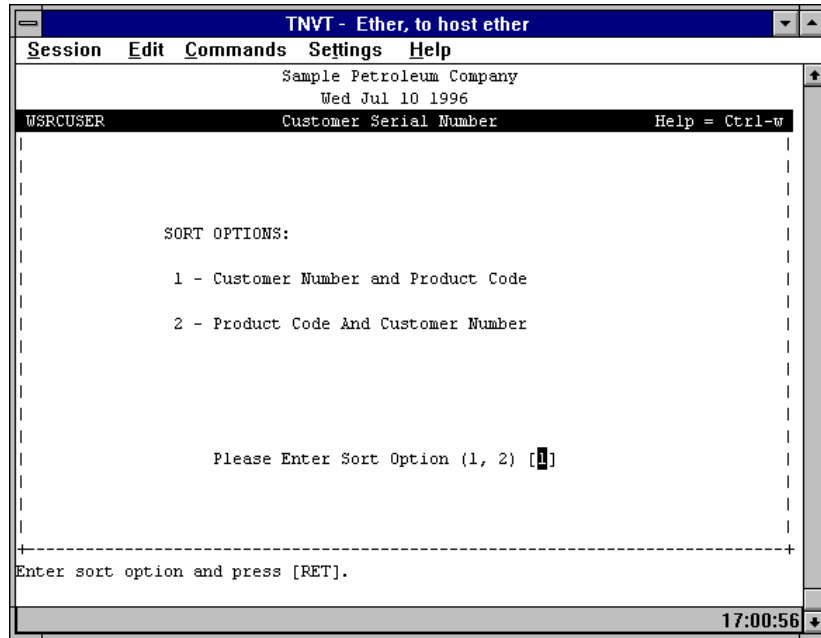 TNVT - Ether, to host ether
Session Edit Commands Settings Help
Sample Petroleum Company
Wed Jul 10 1996
WSRCUSER Customer Serial Number Help = Ctrl-w
SORT OPTIONS:
1 - Customer Number and Product Code
2 - Product Code And Customer Number
Please Enter Sort Option (1, 2) [1]
Enter sort option and press [RET].
17:00:56